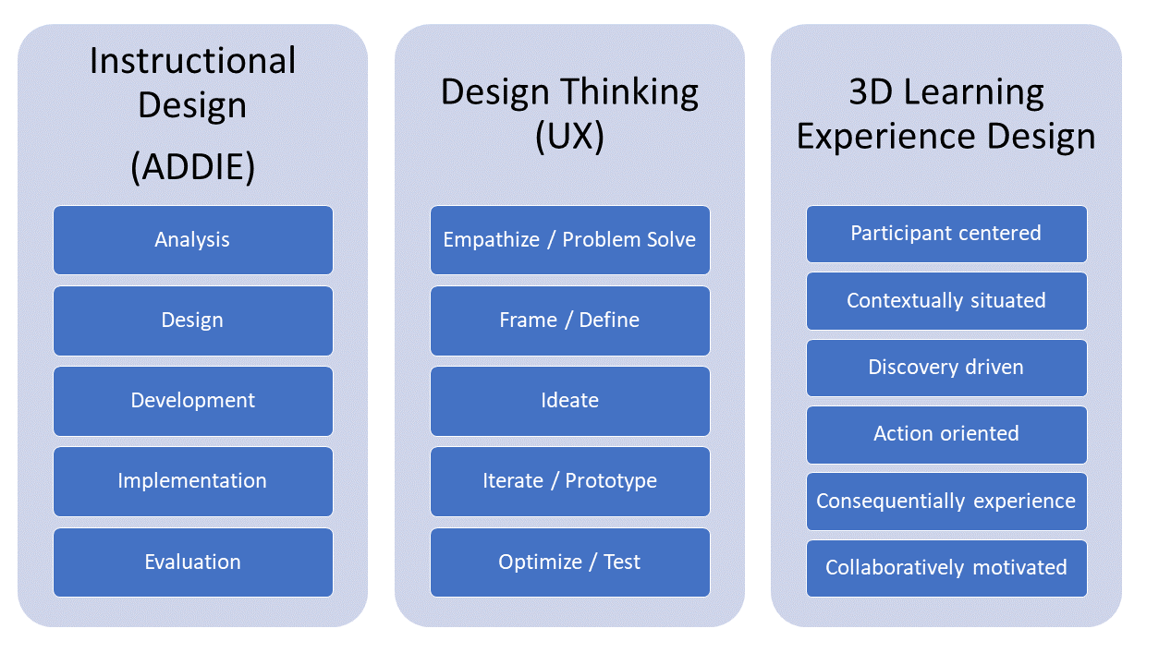 Instructional
Design
(ADDIE)
Analysis
Design
Development
Implementation
Evaluation
Design Thinking
(UX)
Empathize / Problem Solve
Frame / Define
Ideate
Iterate / Prototype
Optimize / Test
3D Learning
Experience Design
Participant centered
Contextually situated
Discovery driven
Action oriented
Consequentially experience
Collaboratively motivated